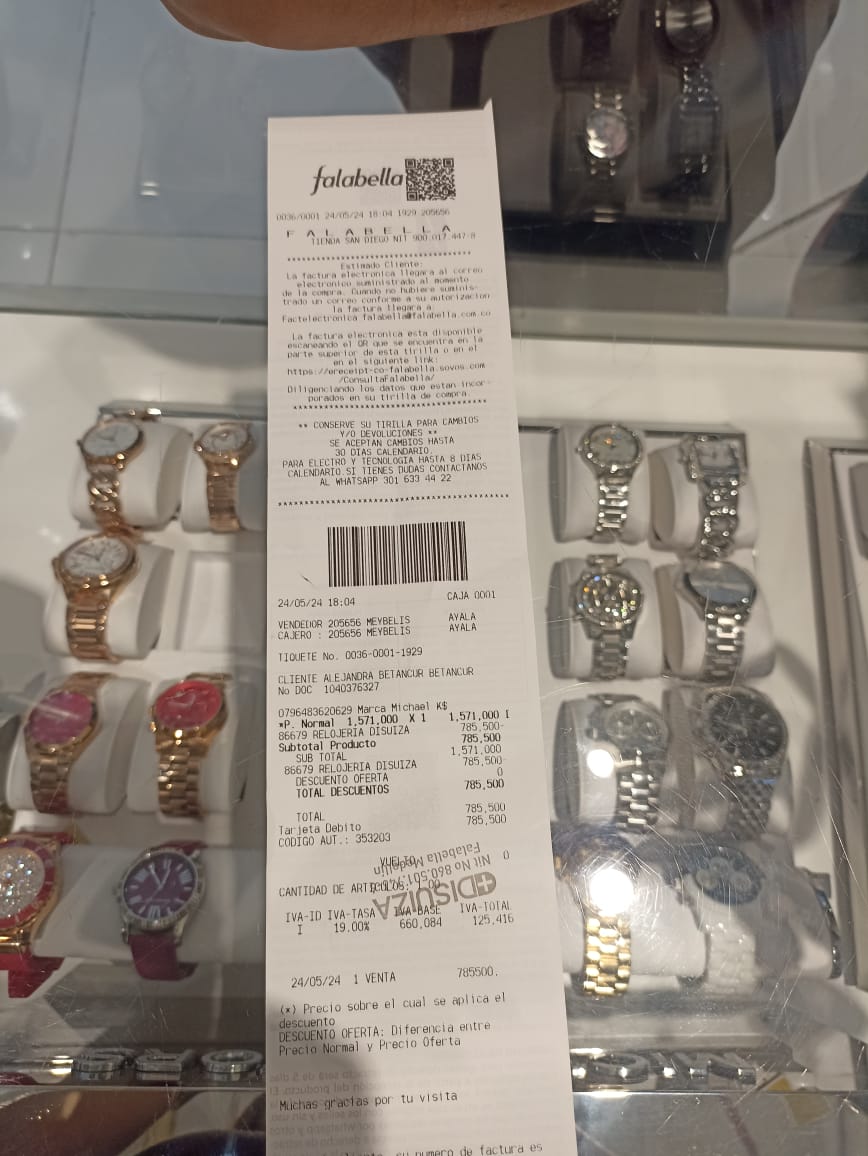 falabella
0036/0001 24/05/24 18:04 1929 205656
F A L A B E L L A
TIENDA SAN DIEGO NIT 900.017.447-8
Estimado Cliente:
La factura electronica llegara al correo
electronico suministrado al momento
de la compra. Cuando no hubiere suminis-
trado un correo conforme a su autorizacion
la factura llegara a
Factelectronica falabella@falabella.com.co
La factura electronica esta disponible
escaneando el QR que se encuentra en la
parte superior de esta tirilla o en el
en el siguiente link:
https://ereceipt-co-falabella.sovos.com
/ConsultaFalabella/
Diligenciando los datos que estan incor-
porados en su tirilla de compra.
** CONSERVE SU TIRILLA PARA CAMBIOS
Y/O DEVOLUCIONES **
SE ACEPTAN CAMBIOS HASTA
30 DIAS CALENDARIO.
PARA ELECTRO Y TECNOLOGIA HASTA 8 DIAS
CALENDARIO.SI TIENES DUDAS CONTACTANOS
AL WHATSAPP 301 633 44 22
24/05/24 18:04 CAJA 0001
VENDEDOR 205656 MEYBELIS AYALA
CAJERO : 205656 MEYBELIS AYALA
TIQUETE No. 0036-0001-1929
CLIENTE ALEJANDRA BETANCUR BETANCUR
No DOC 1040376327
0796483620629 Marca Michael K$
*P. Normal 1,571,000 X 1 1,571,000 I
86679 RELOJERIA DISUIZA 785,500-
Subtotal Producto 785,500
SUB TOTAL 1,571,000
86679 RELOJERIA DISUIZA 785,500-
DESCUENTO OFERTA 0
TOTAL DESCUENTOS 785,500
TOTAL 785,500
Tarjeta Debito 785,500
CODIGO AUT.: 353203
VUELTO 0
Falabella Medellín
Nit No 860.501.
DISUIZA
CANTIDAD DE ARTICULOS:
IVA-ID IVA-TASA IVA-BASE IVA-TOTAL
I 19.00% 660,084 125,416
24/05/24 1 VENTA 785500.
(*) Precio sobre el cual se aplica el
descuento
DESCUENTO OFERTA: Diferencia entre
Precio Normal y Precio Oferta
Muchas gracias por tu visita
su numero de factura es